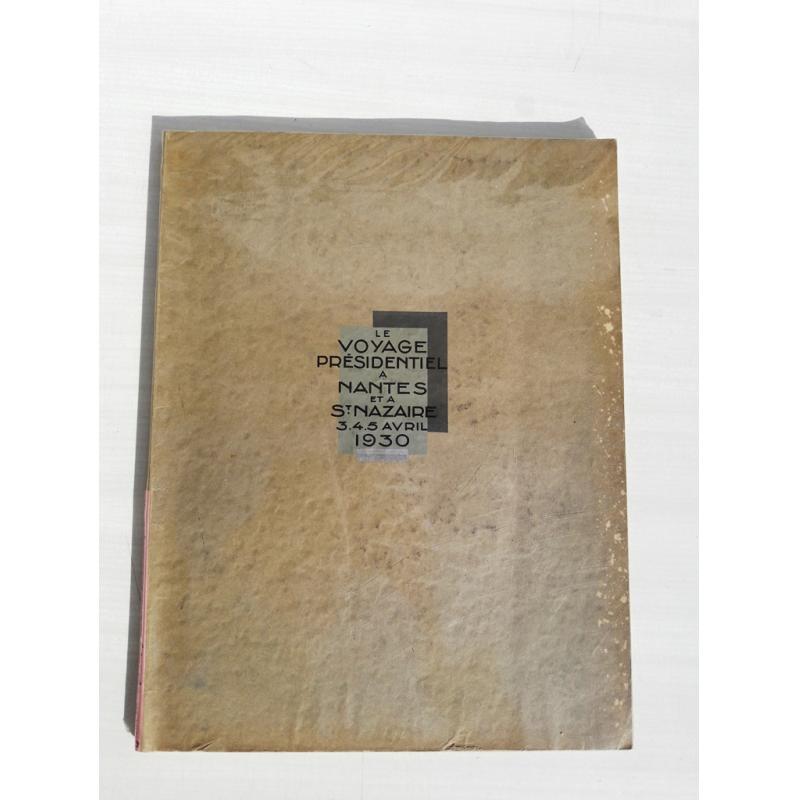 LE
VOYAGE
PRÉSIDENTIEL
A
NANTES
ET A
ST NAZAIRE
3.4.5 AVRIL
1930